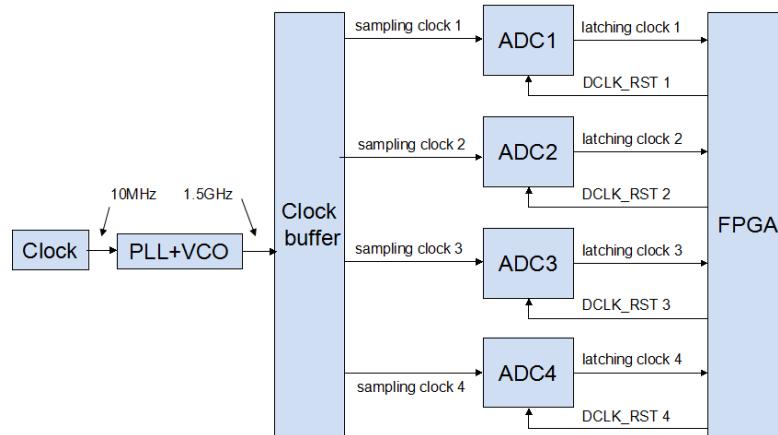 sampling clock 1
ADC1
latching clock 1
DCLK_RST 1
sampling clock 2
ADC2
latching clock 2
DCLK_RST 2
10MHz
1.5GHz
Clock
buffer
FPGA
Clock
PLL+VCO
sampling clock 3
ADC3
latching clock 3
DCLK_RST 3
sampling clock 4
ADC4
latching clock 4
DCLK_RST 4